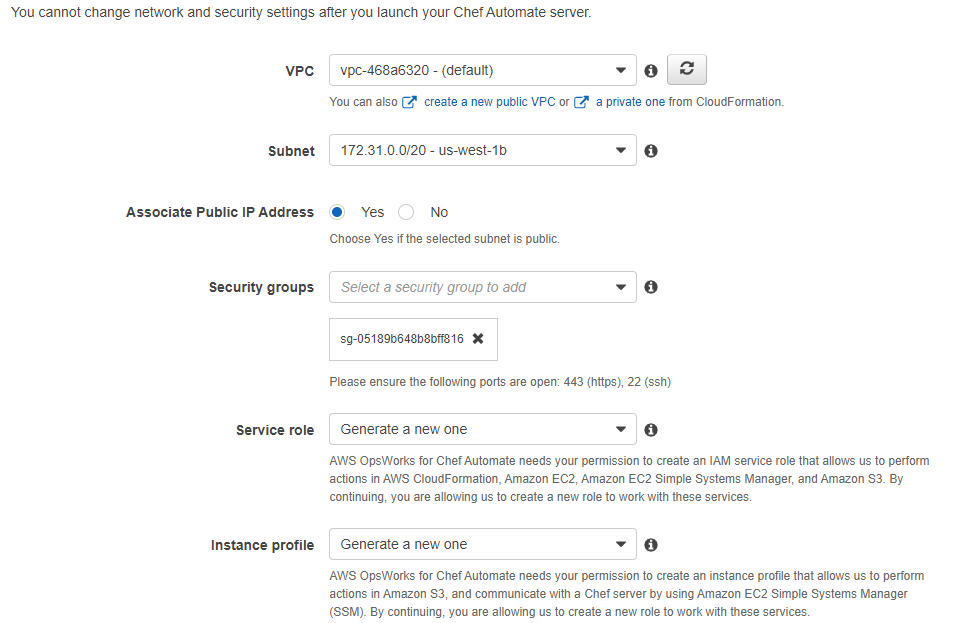 You cannot change network and security settings after you launch your Chef Automate server.
VPC
vpc-468a6320 - (default)
You can also create a new public VPC or a private one from CloudFormation.
Subnet
172.31.0.0/20 - us-west-1b
Associate Public IP Address
Yes No
Choose Yes if the selected subnet is public.
Security groups
Select a security group to add
sg-05189b648b8bff816
Please ensure the following ports are open: 443 (https), 22 (ssh)
Service role
Generate a new one
AWS OpsWorks for Chef Automate needs your permission to create an IAM service role that allows us to perform
actions in AWS CloudFormation, Amazon EC2, Amazon EC2 Simple Systems Manager, and Amazon S3. By
continuing, you are allowing us to create a new role to work with these services.
Instance profile
Generate a new one
AWS OpsWorks for Chef Automate needs your permission to create an instance profile that allows us to perform
actions in Amazon S3, and communicate with a Chef server by using Amazon EC2 Simple Systems Manager
(SSM). By continuing, you are allowing us to create a new role to work with these services.